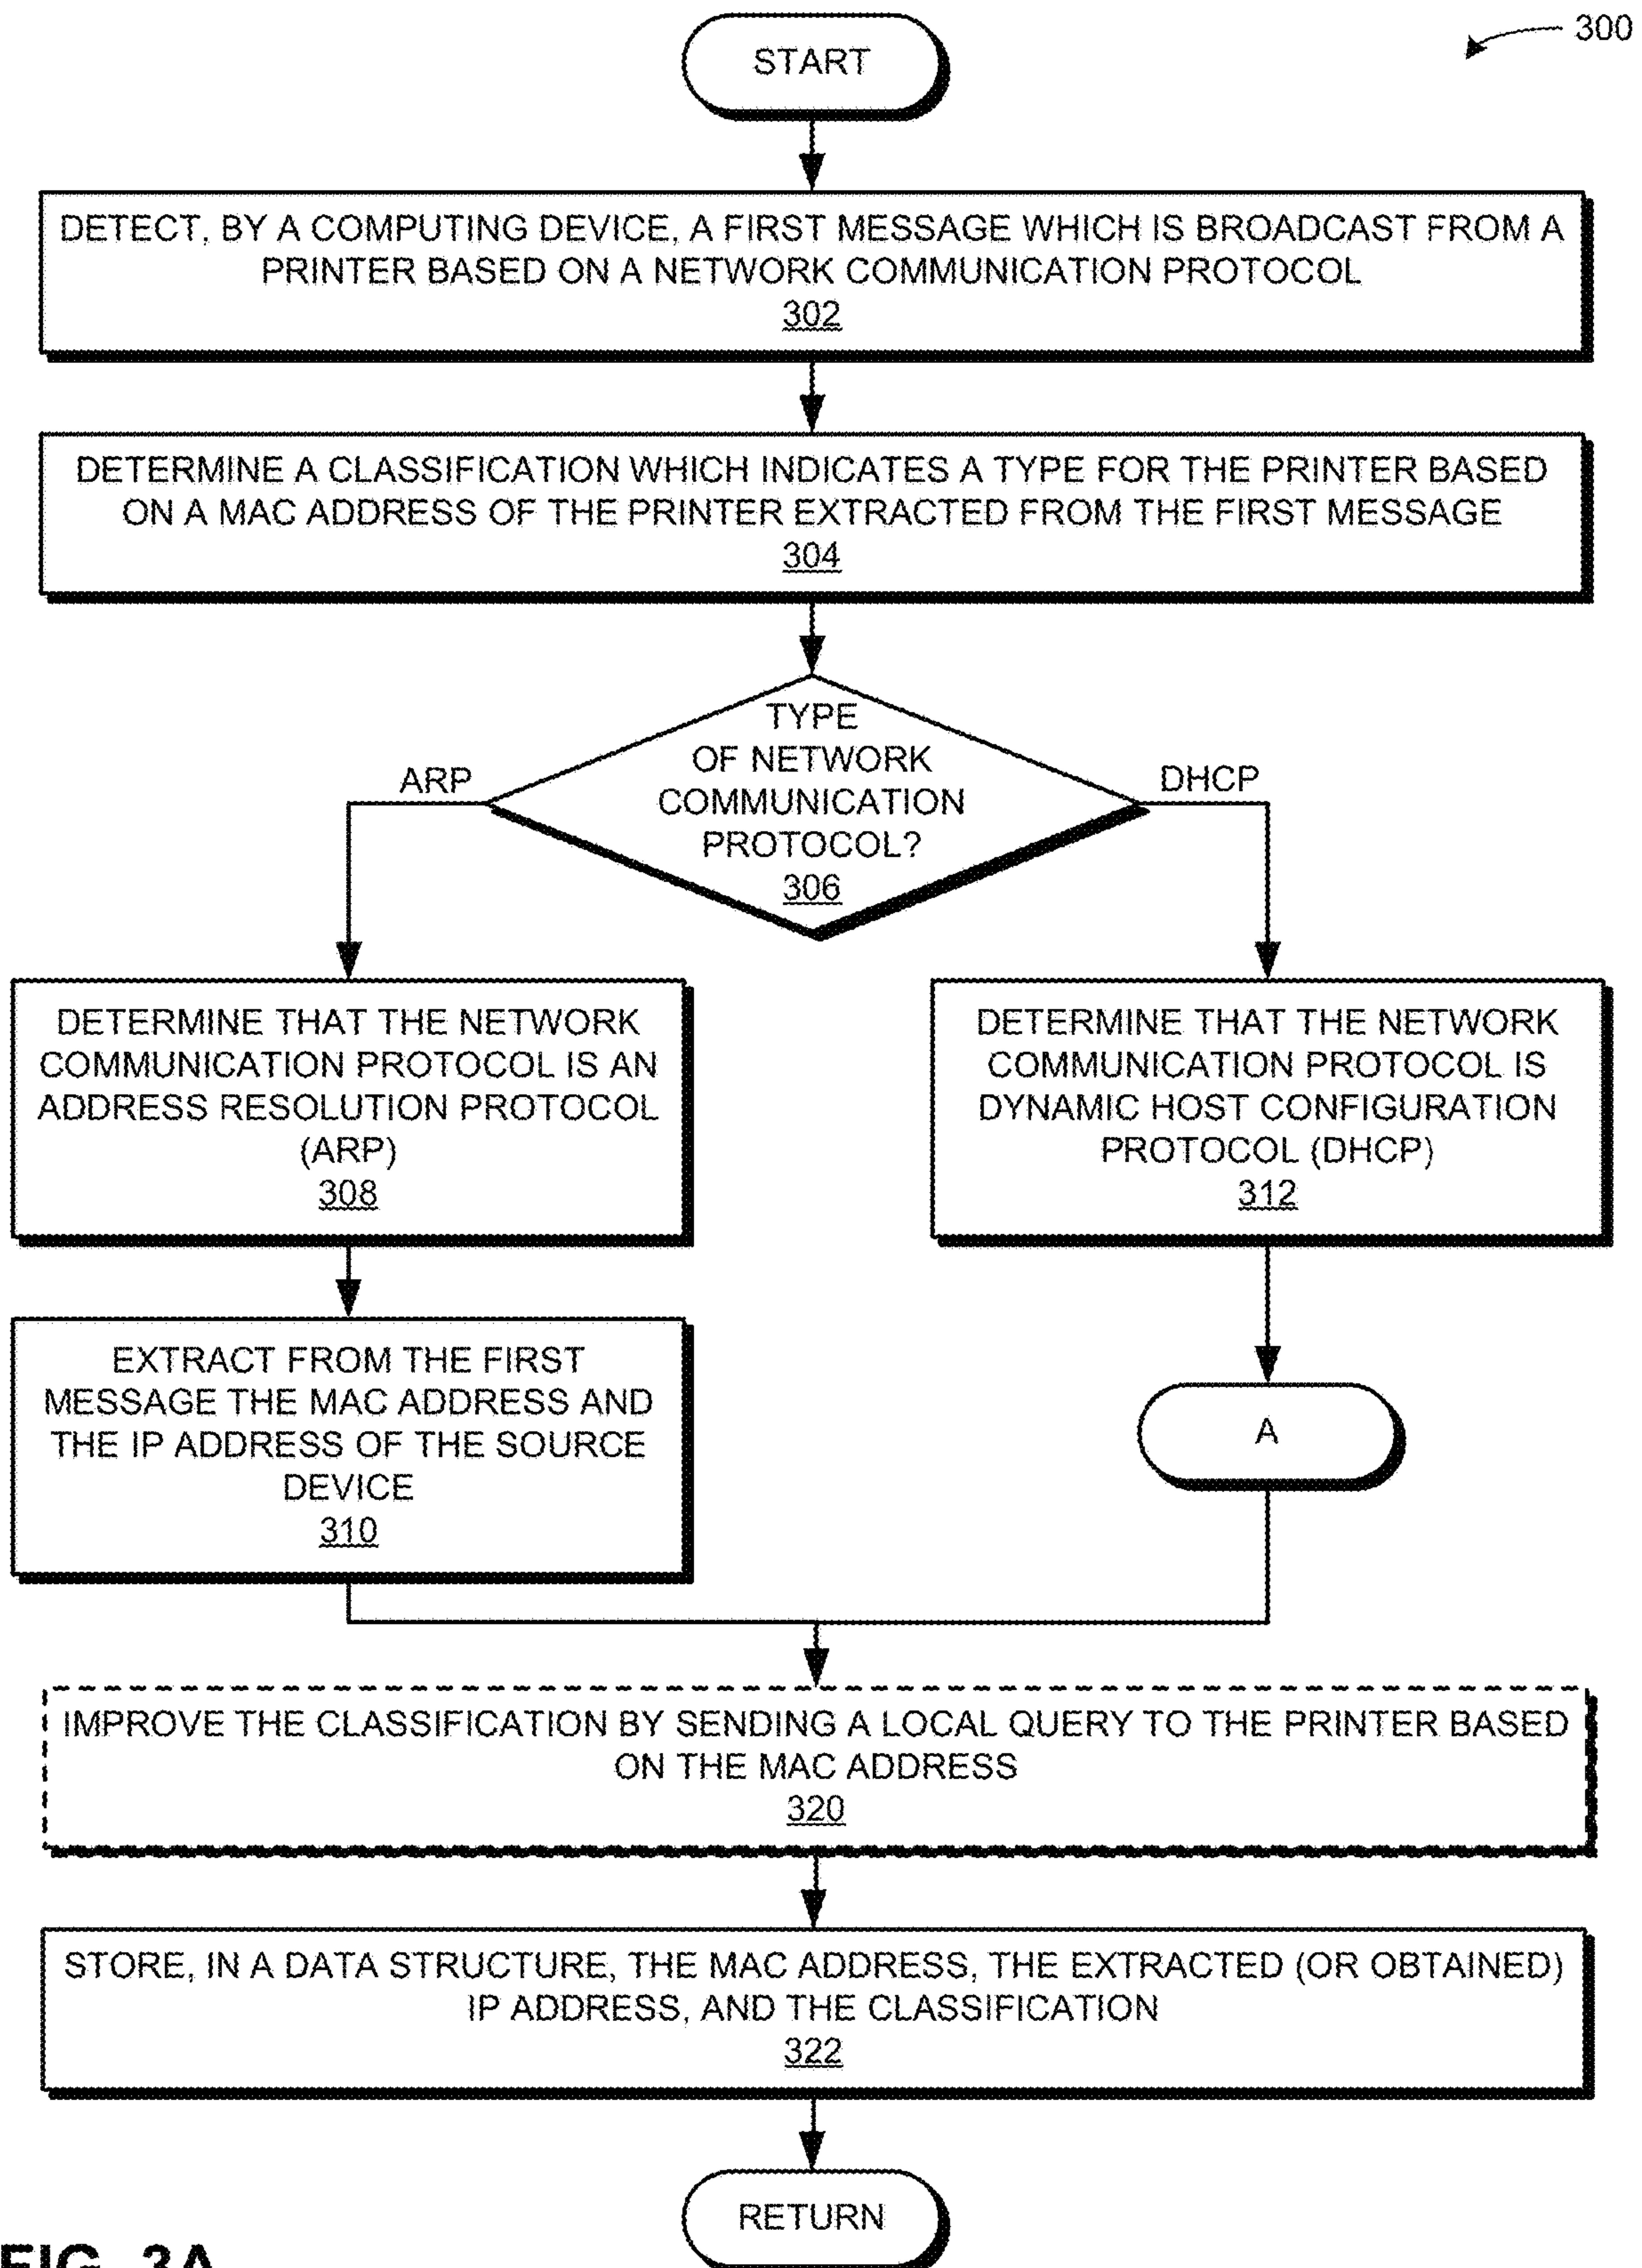 START
300
DETECT, BY A COMPUTING DEVICE, A FIRST MESSAGE WHICH IS BROADCAST FROM A
PRINTER BASED ON A NETWORK COMMUNICATION PROTOCOL
302
DETERMINE A CLASSIFICATION WHICH INDICATES A TYPE FOR THE PRINTER BASED
ON A MAC ADDRESS OF THE PRINTER EXTRACTED FROM THE FIRST MESSAGE
304
TYPE
OF NETWORK
COMMUNICATION
PROTOCOL?
306
ARP
DHCP
DETERMINE THAT THE NETWORK
COMMUNICATION PROTOCOL IS AN
ADDRESS RESOLUTION PROTOCOL
(ARP)
308
DETERMINE THAT THE NETWORK
COMMUNICATION PROTOCOL IS
DYNAMIC HOST CONFIGURATION
PROTOCOL (DHCP)
312
EXTRACT FROM THE FIRST
MESSAGE THE MAC ADDRESS AND
THE IP ADDRESS OF THE SOURCE
DEVICE
310
A
IMPROVE THE CLASSIFICATION BY SENDING A LOCAL QUERY TO THE PRINTER BASED
ON THE MAC ADDRESS
320
STORE, IN A DATA STRUCTURE, THE MAC ADDRESS, THE EXTRACTED (OR OBTAINED)
IP ADDRESS, AND THE CLASSIFICATION
322
RETURN
FIG. 3A